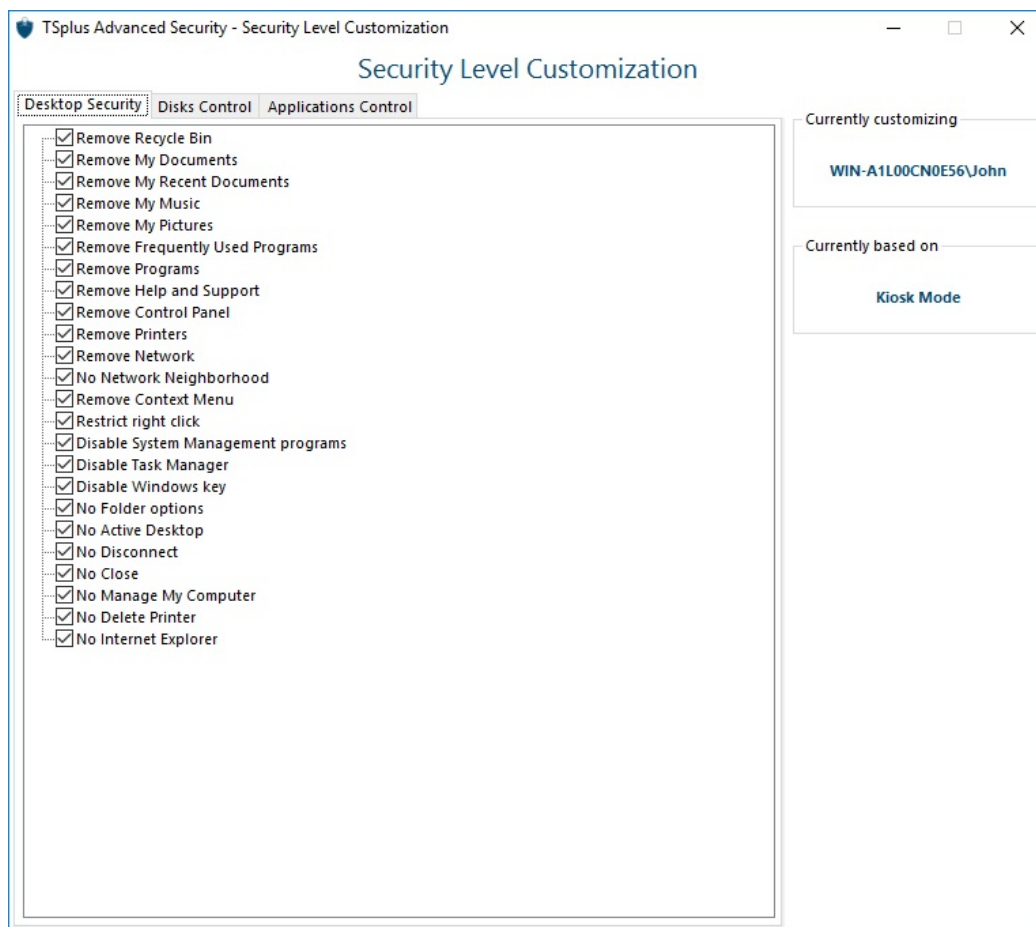 TSplus Advanced Security - Security Level Customization
Security Level Customization
Desktop Security Disks Control Applications Control
Remove Recycle Bin
Remove My Documents
Remove My Recent Documents
Remove My Music
Remove My Pictures
Remove Frequently Used Programs
Remove Programs
Remove Help and Support
Remove Control Panel
Remove Printers
Remove Network
No Network Neighborhood
Remove Context Menu
Restrict right click
Disable System Management programs
Disable Task Manager
Disable Windows key
No Folder options
No Active Desktop
No Disconnect
No Close
No Manage My Computer
No Delete Printer
No Internet Explorer
Currently customizing
WIN-A1L00CN0E56\John
Currently based on
Kiosk Mode